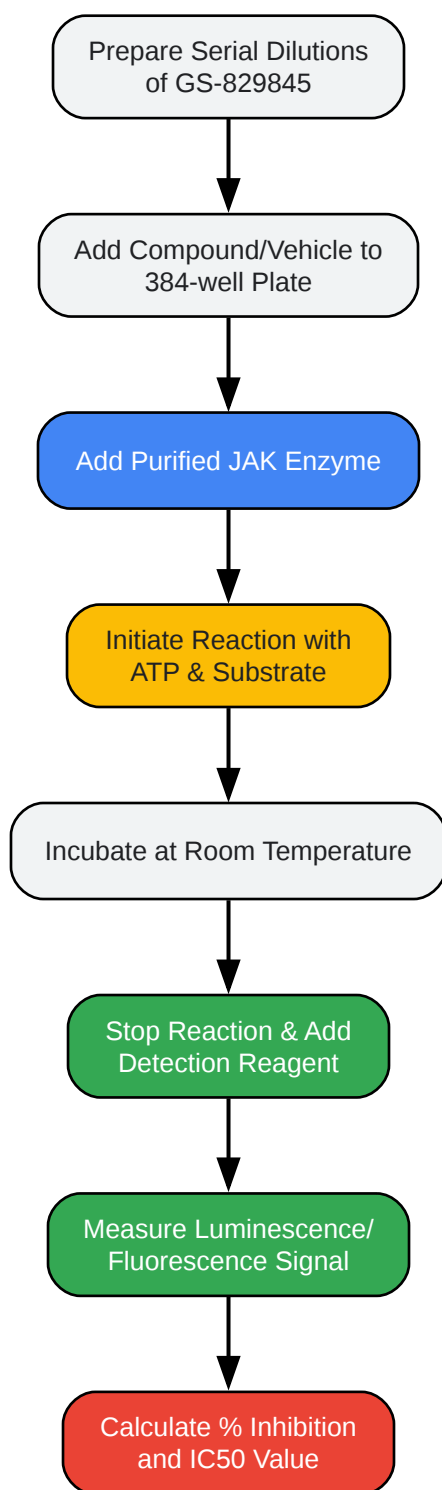 Prepare Serial Dilutions
of GS-829845
Add Compound/Vehicle to
384-well Plate
Add Purified JAK Enzyme
Initiate Reaction with
ATP & Substrate
Incubate at Room Temperature
Stop Reaction & Add
Detection Reagent
Measure Luminescence/
Fluorescence Signal
Calculate % Inhibition
and IC50 Value